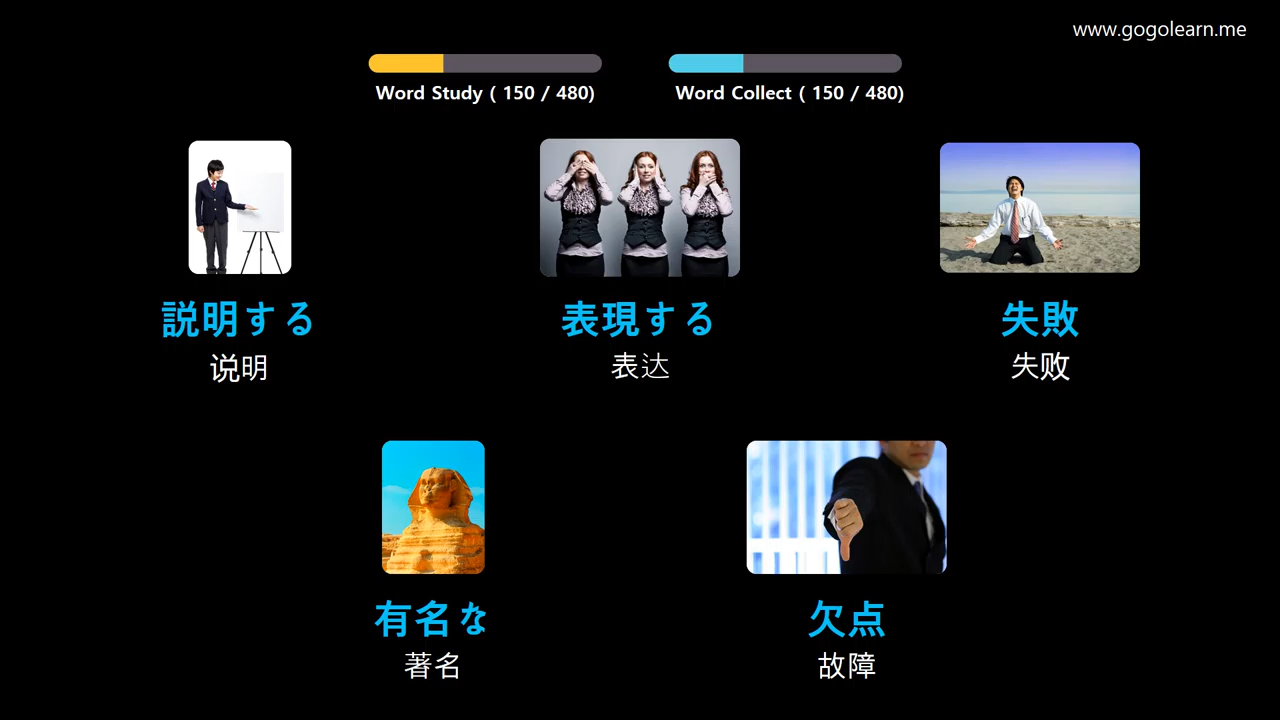 www.gogolearn.me
Word Study ( 150 / 480)
Word Collect ( 150 / 480)
説明する
说明
表現する
表达
失敗
失败
有名な
著名
欠点
故障